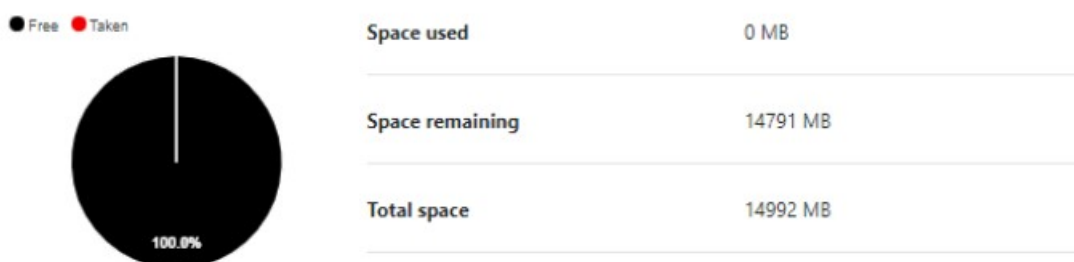 Free Taken
Space used 0 MB
Space remaining 14791 MB
Total space 14992 MB
100.0%